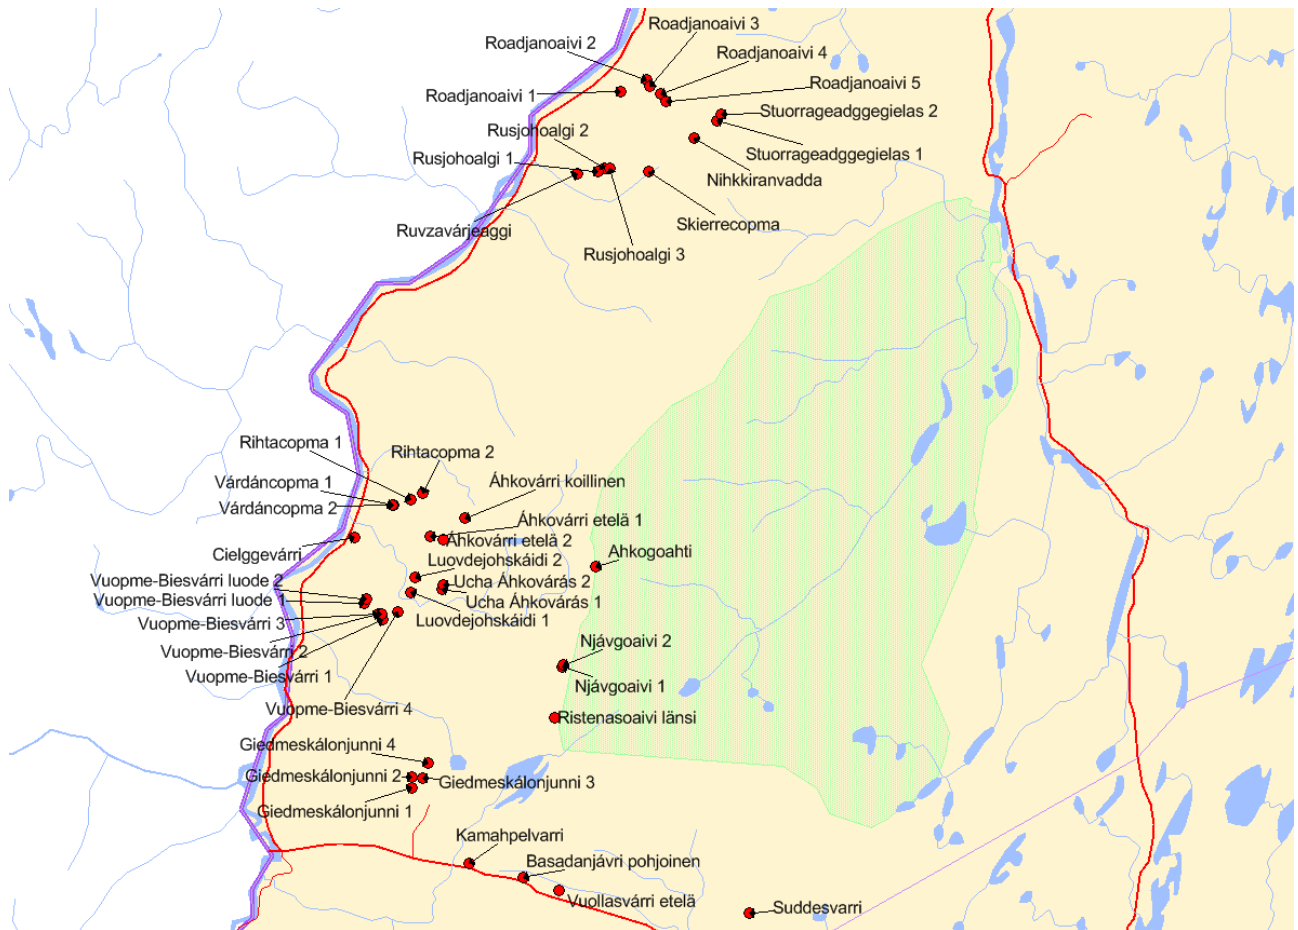 Roadjanoaivi 3
Roadjanoaivi 2
Roadjanoaivi 4
Roadjanoaivi 5
Roadjanoaivi 1
Stuorrageadggegielas 2
Rusjohoalgi 2
Stuorrageadggegielas 1
Rusjohoalgi 1
Nihkkiranvadda
Skierrecopma
Ruvzavárjeaggi
Rusjohoalgi 3
Rihtacopma 1
Rihtacopma 2
Várdáncopma 1
Áhkovárri koillinen
Várdáncopma 2
Áhkovárri etelä 1
Áhkovárri etelä 2
Cielggevárri
Luovdejohskáidi 2
Ahkogoahti
Vuopme-Biesvárri luode 2
Ucha Áhkovárás 2
Vuopme-Biesvárri luode 1
Ucha Áhkovárás 1
Vuopme-Biesvárri 3
Luovdejohskáidi 1
Vuopme-Biesvárri 2
Njávgoaivi 2
Vuopme-Biesvárri 1
Njávgoaivi 1
Vuopme-Biesvárri 4
Ristenasoaivi länsi
Giedmeskálonjunni 4
Giedmeskálonjunni 2
Giedmeskálonjunni 3
Giedmeskálonjunni 1
Kamahpelvarri
Basadanjávri pohjoinen
Vuollasvárri etelä
Suddesvarri